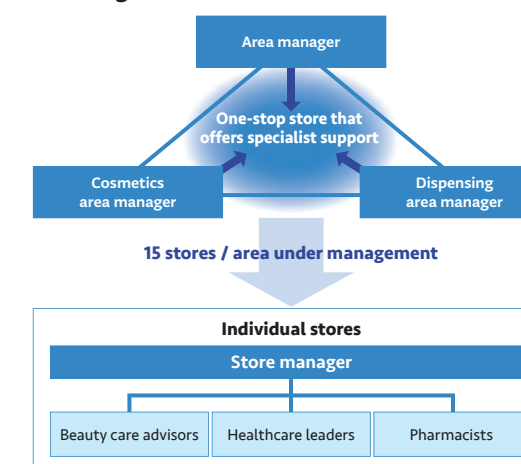 Area manager
One-stop store that
offers specialist support
Cosmetics
area manager
Dispensing
area manager
15 stores / area under management
Individual stores
Store manager
Beauty care advisors
Healthcare leaders
Pharmacists